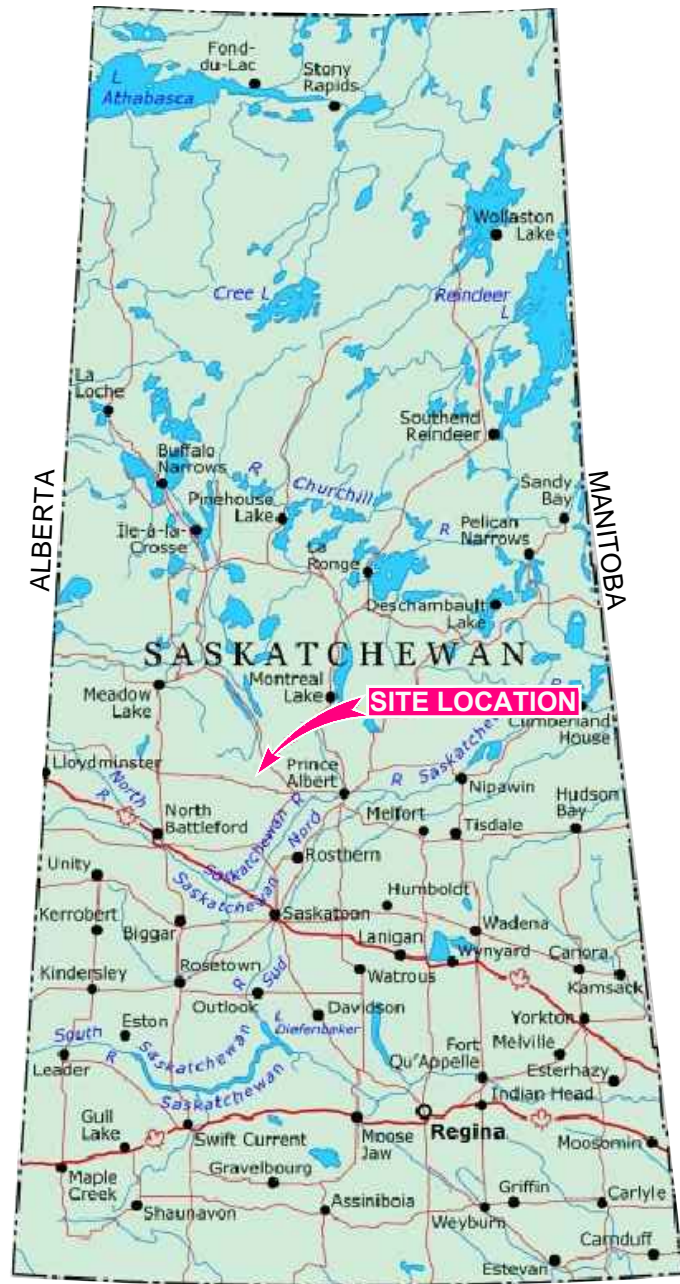 Fond-
du-Lac
Stony
Rapids
L
Athabasca
Wollaston
Lake
Cree L
Reindeer
L
La
Loche
Southend
Reindeer
Buffalo
Narrows
R
Churchill
Sandy
Bay
Pinehouse
Lake
R
Pelican
Narrows
Île-à-la-
Crosse
La
Ronge
ALBERTA
MANITOBA
Deschambault
Lake
SASKATCHEWAN
Montreal
Lake
R
Meadow
Lake
SITE LOCATION
Cumberland
House
Lloydminster
Prince
Albert
R Saskatchewan
North
R
Nipawin
North
Battleford
Saskatchewan R
Nord
Melfort
Tisdale
Hudson
Bay
Rosthern
Unity
Saskatchewan
Humboldt
Kerrobert
Saskatoon
Wadena
Biggar
Lanigan
Wynyard
Canora
Kindersley
Rosetown
Watrous
Kamsack
Outlook
R Sud
Davidson
Yorkton
L
Diefenbaker
South
R
Eston
Saskatchewan
Fort
Qu'Appelle
Melville
Leader
Esterhazy
Saskatchewan
Indian Head
Gull
Lake
Swift Current
Moose
Jaw
Regina
Moosomin
Maple
Creek
Gravelbourg
Shaunavon
Assiniboia
Griffin
Carlyle
Weyburn
Carnduff
Estevan